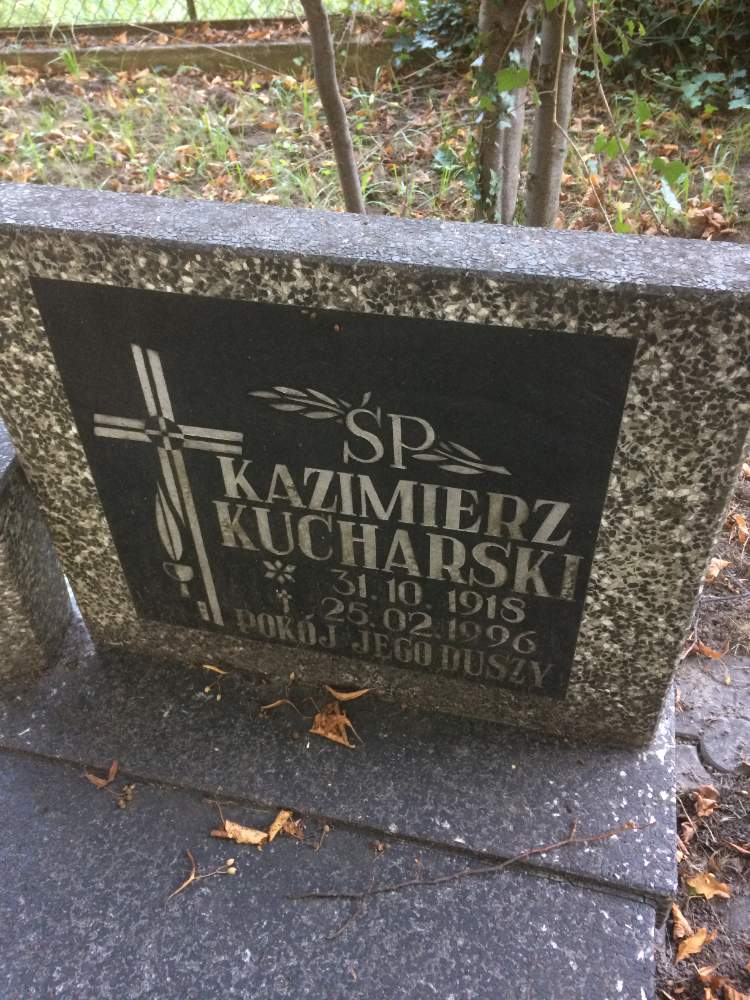 ŚP
KAZIMIERZ
KUCHARSKI
31.10.1918
25.02.1996
POKÓJ JEGO DUSZY